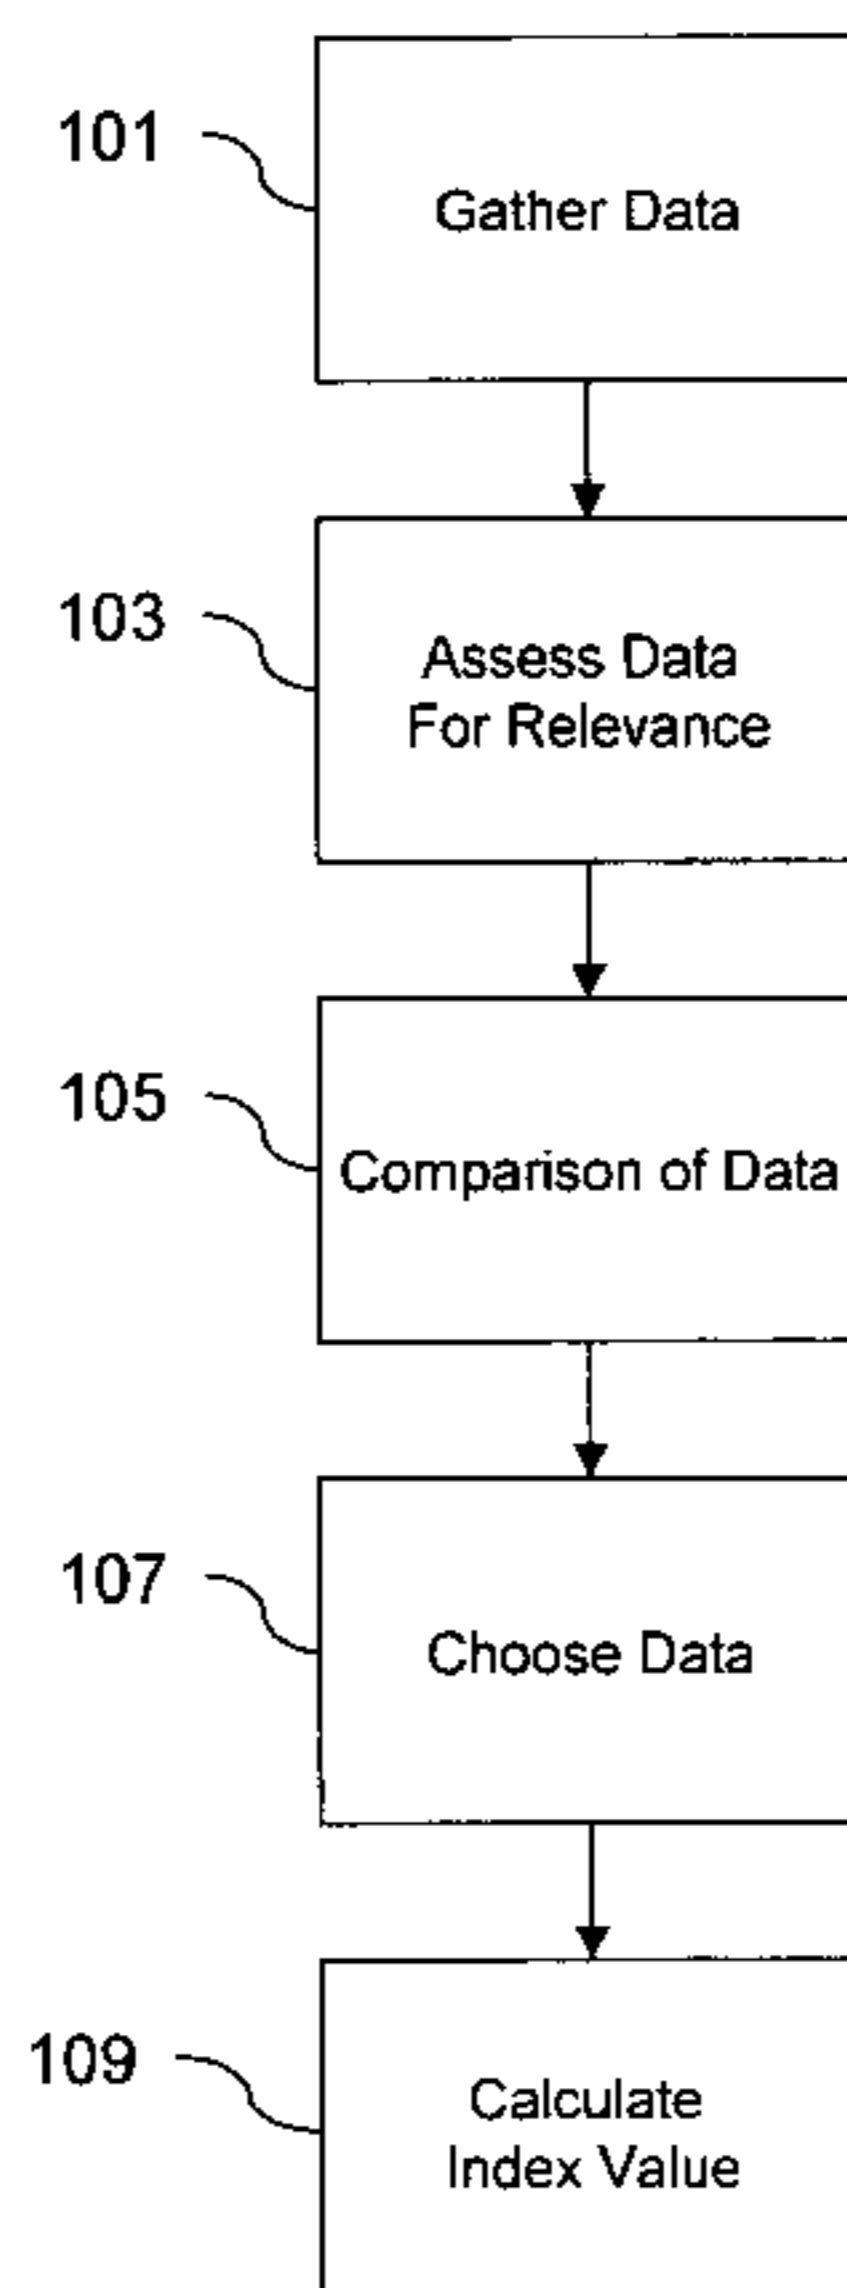 101
Gather Data
103
Assess Data
For Relevance
105
Comparison of Data
107
Choose Data
109
Calculate
Index Value